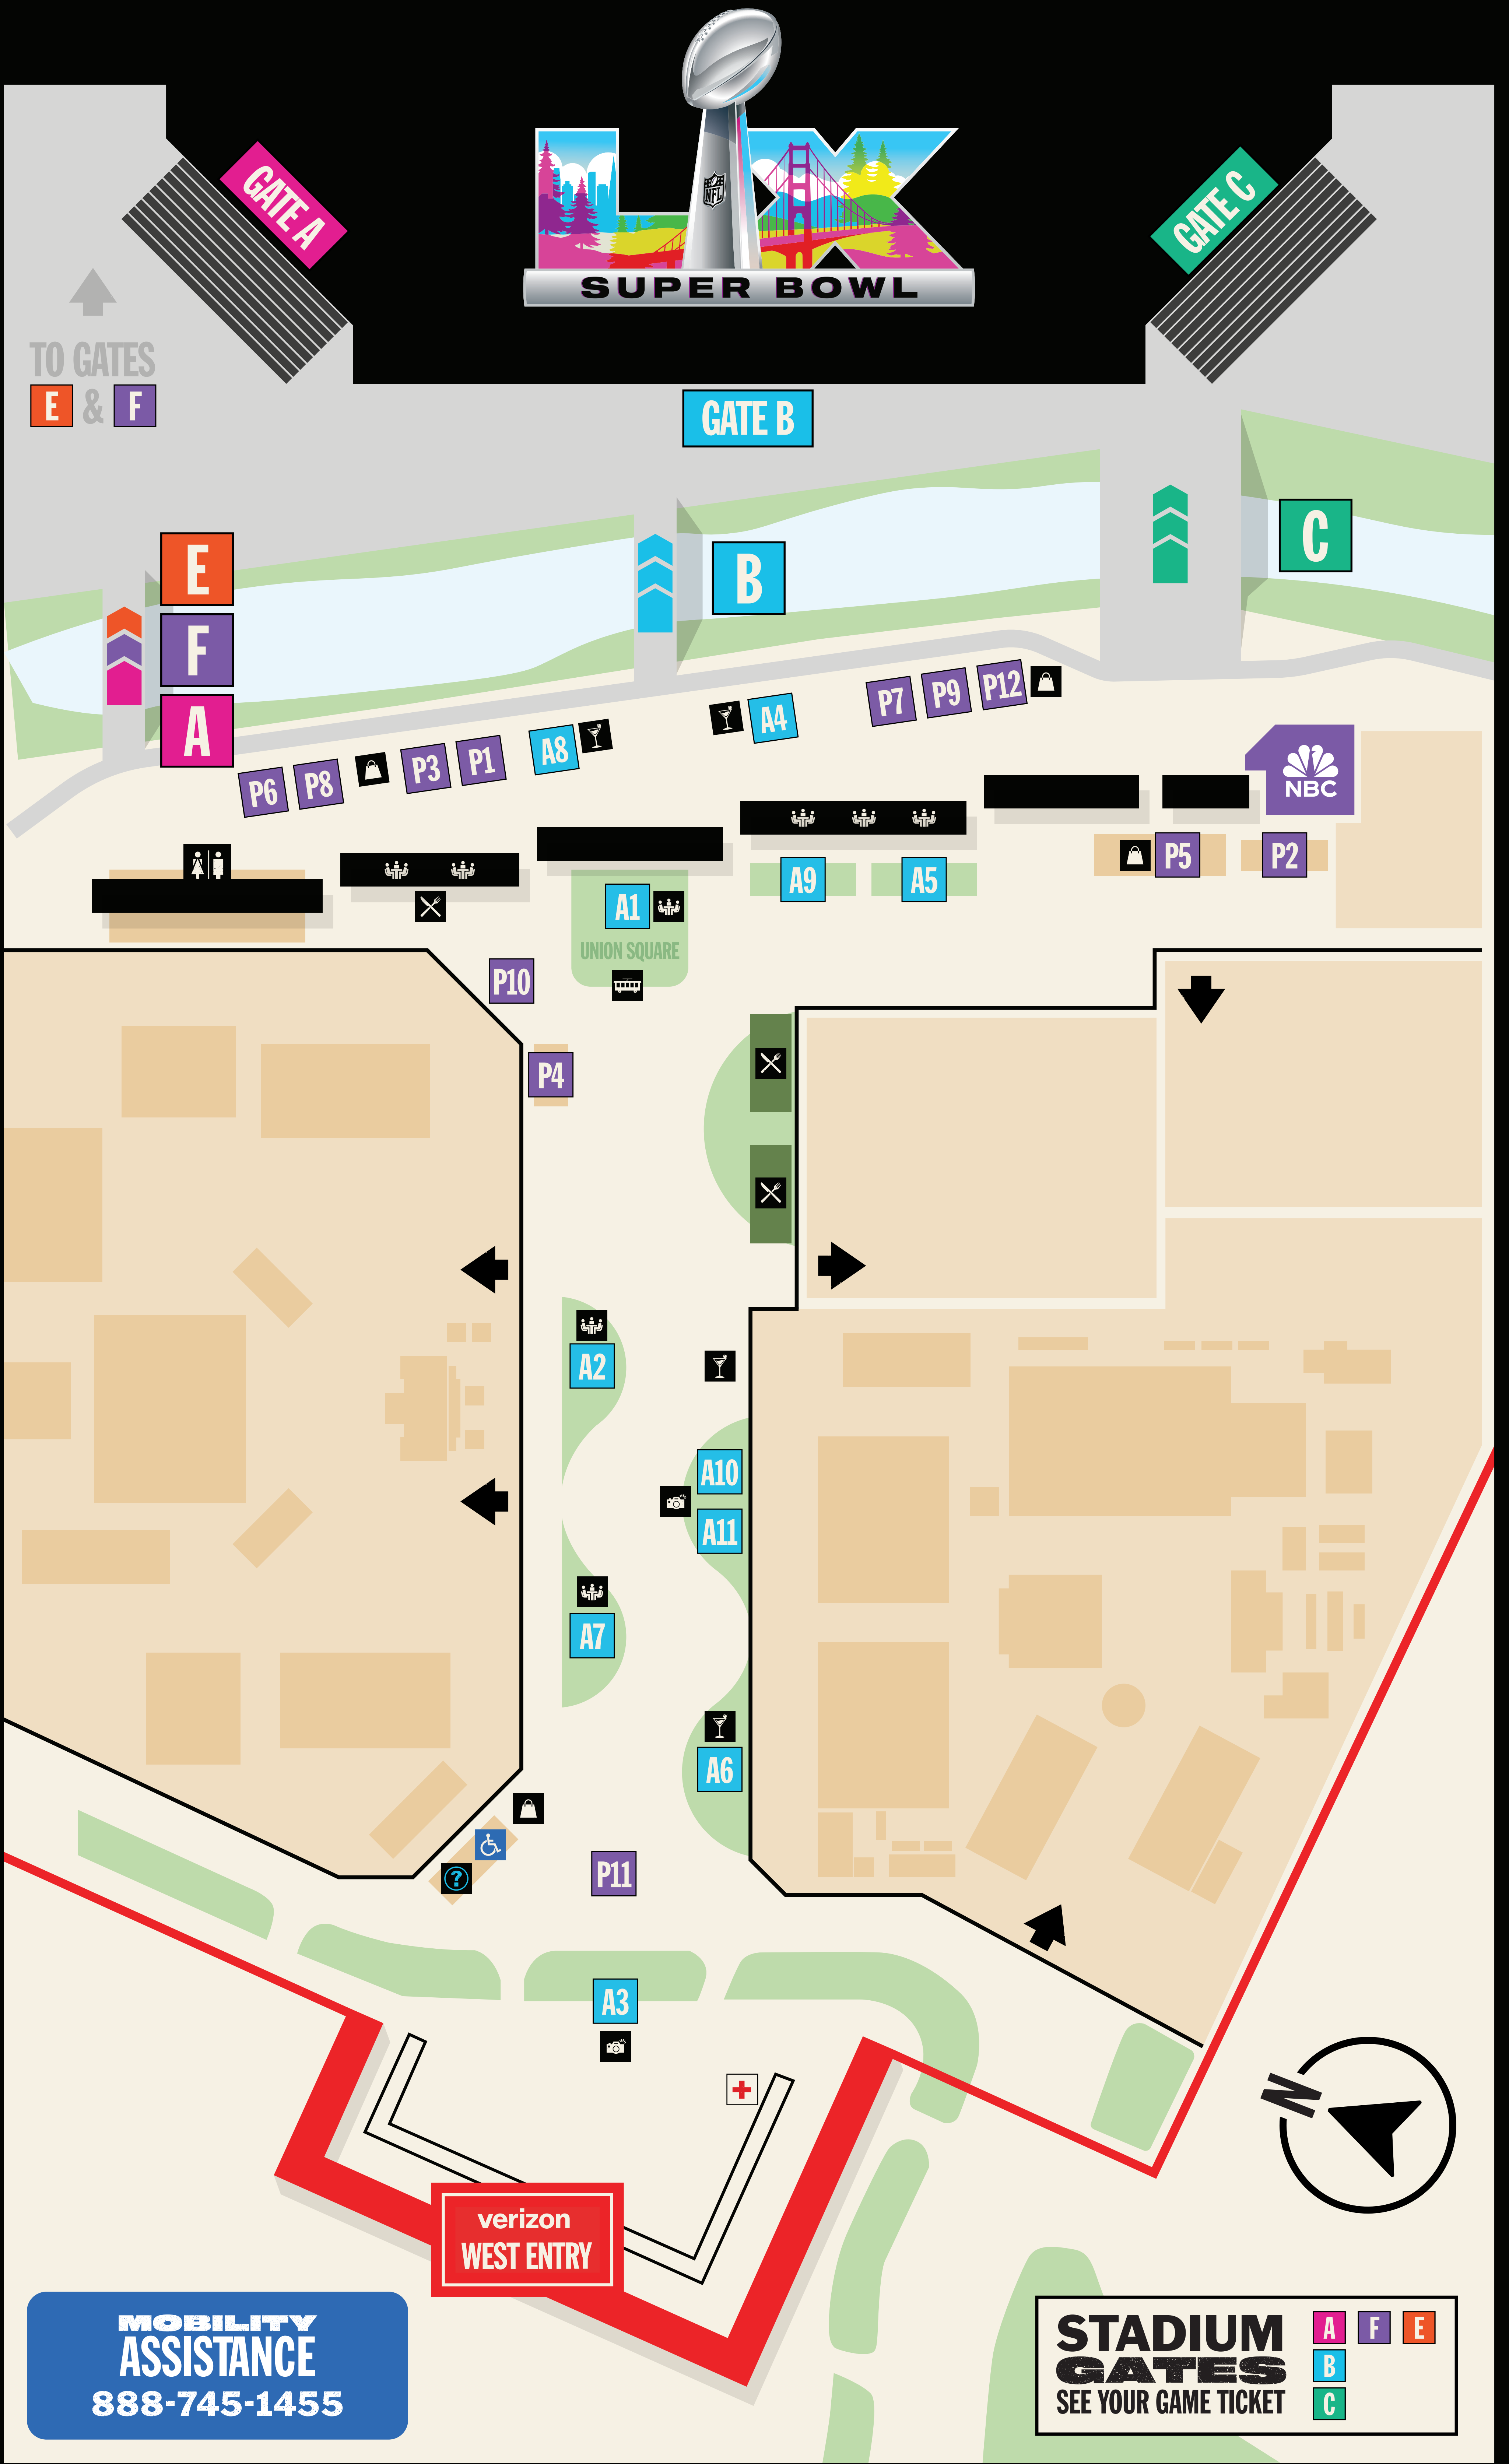 NFL
LX
SUPER BOWL
GATE A
GATE C
TO GATES
E & F
GATE B
C
E
B
F
A
P7
P9
P12
A4
A8
P1
P3
P8
P6
NBC
P5
P2
A9
A5
A1
UNION SQUARE
P10
P4
A2
A10
A11
A7
A6
?
P11
A3
N
verizon
WEST ENTRY
MOBILITY
ASSISTANCE
888-745-1455
STADIUM
GATES
SEE YOUR GAME TICKET
A F E
B
C